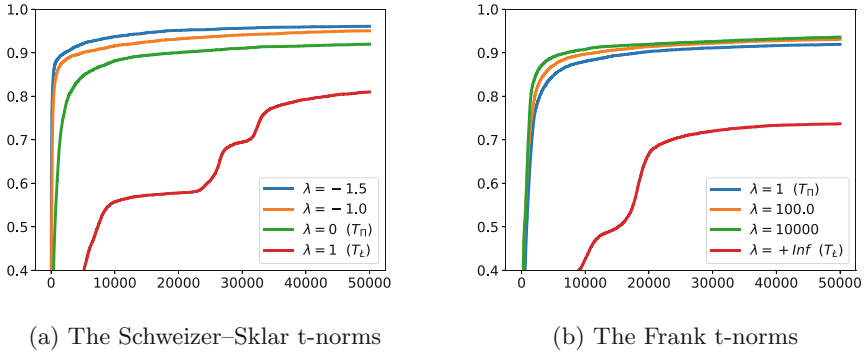 1.0
0.9
0.8
0.7
0.6
0.5
0.4
0
10000
20000
30000
40000
50000
λ = −1.5
λ = −1.0
λ = 0 (T_Π)
λ = 1 (T_Ł)
(a) The Schweizer–Sklar t-norms
1.0
0.9
0.8
0.7
0.6
0.5
0.4
0
10000
20000
30000
40000
50000
λ = 1 (T_Π)
λ = 100.0
λ = 10000
λ = +Inf (T_Ł)
(b) The Frank t-norms